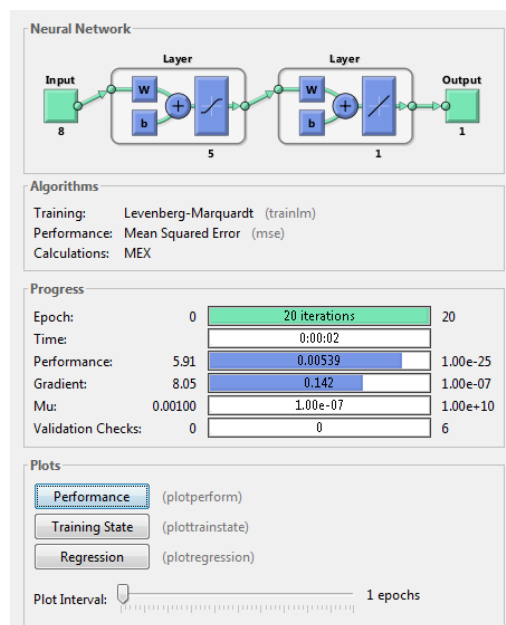 Neural Network
Layer Layer
Input Output
W W
+ +
b b
8 1
5 1
Algorithms
Training: Levenberg-Marquardt (trainlm)
Performance: Mean Squared Error (mse)
Calculations: MEX
Progress
Epoch: 0 20 iterations 20
Time: 0:00:02
Performance: 5.91 0.00539 1.00e-25
Gradient: 8.05 0.142 1.00e-07
Mu: 0.00100 1.00e-07 1.00e+10
Validation Checks: 0 0 6
Plots
Performance (plotperform)
Training State (plottrainstate)
Regression (plotregression)
Plot Interval: 1 epochs